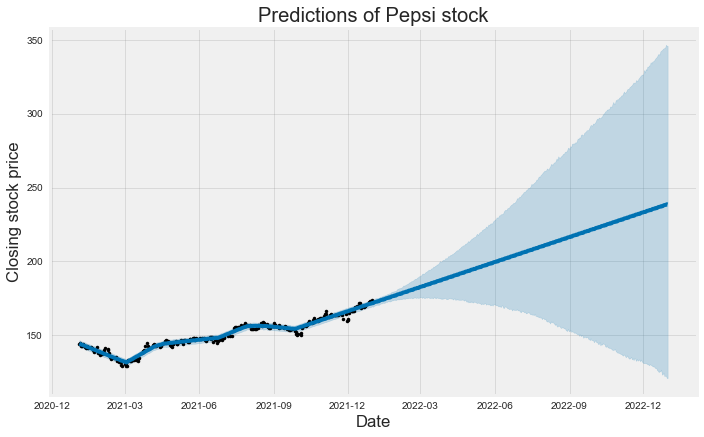 Predictions of Pepsi stock
350
300
250
200
150
Closing stock price
2020-12 2021-03 2021-06 2021-09 2021-12 2022-03 2022-06 2022-09 2022-12
Date